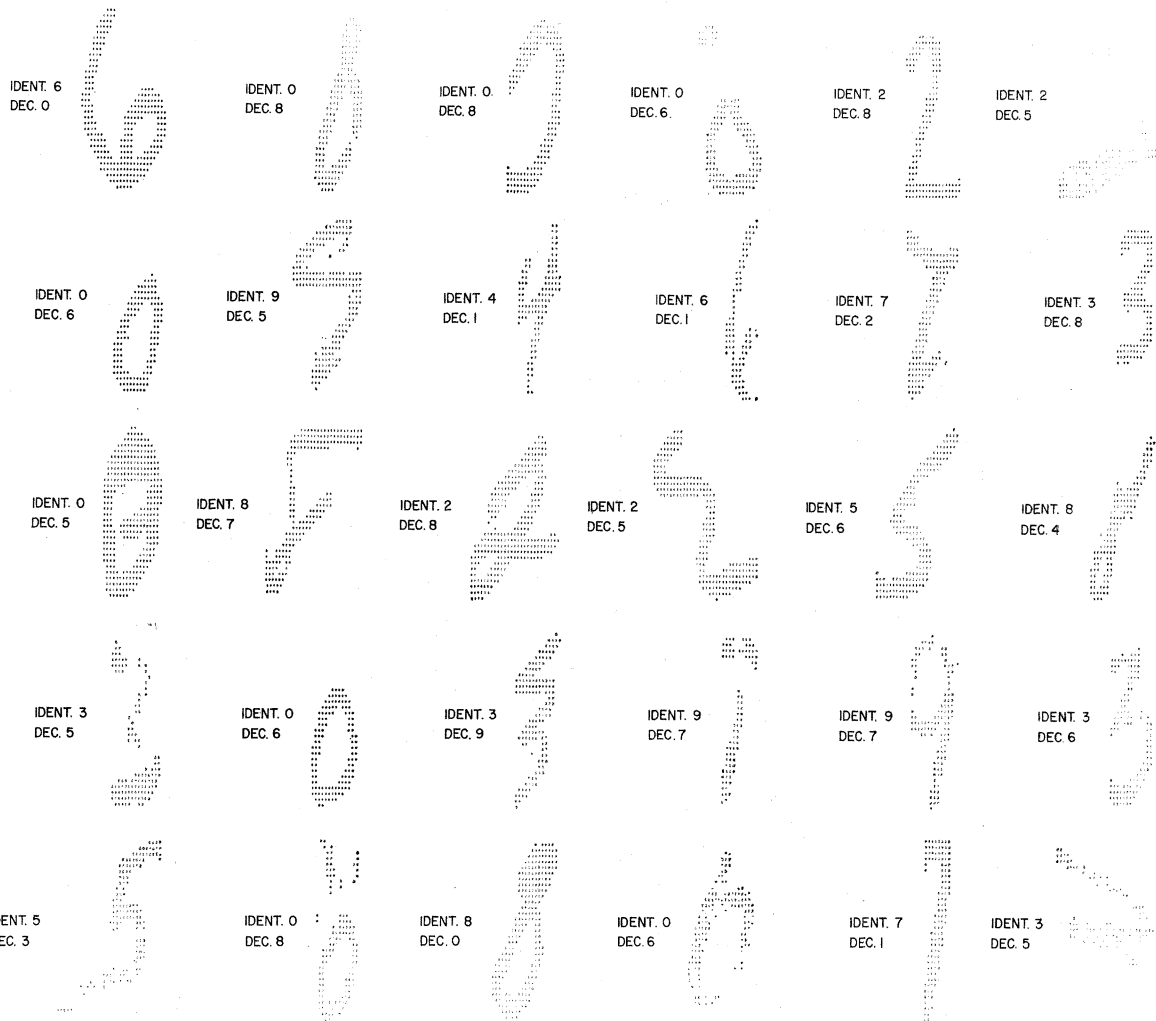 IDENT. 6
DEC. 0
IDENT. 0
DEC. 8
IDENT. 0.
DEC. 8
IDENT. 0
DEC. 6.
IDENT. 2
DEC. 8
IDENT. 2
DEC. 5
IDENT. 0
DEC. 6
IDENT. 9
DEC. 5
IDENT. 4
DEC. 1
IDENT. 6
DEC. 1
IDENT. 7
DEC. 2
IDENT. 3
DEC. 8
IDENT. 0
DEC. 5
IDENT. 8
DEC. 7
IDENT. 2
DEC. 8
IDENT. 2
DEC. 5
IDENT. 5
DEC. 6
IDENT. 8
DEC. 4
IDENT. 3
DEC. 5
IDENT. 0
DEC. 6
IDENT. 3
DEC. 9
IDENT. 9
DEC. 7
IDENT. 9
DEC. 7
IDENT. 3
DEC. 6
DENT. 5
EC. 3
IDENT. 0
DEC. 8
IDENT. 8
DEC. 0
IDENT. 0
DEC. 6
IDENT. 7
DEC. 1
IDENT. 3
DEC. 5